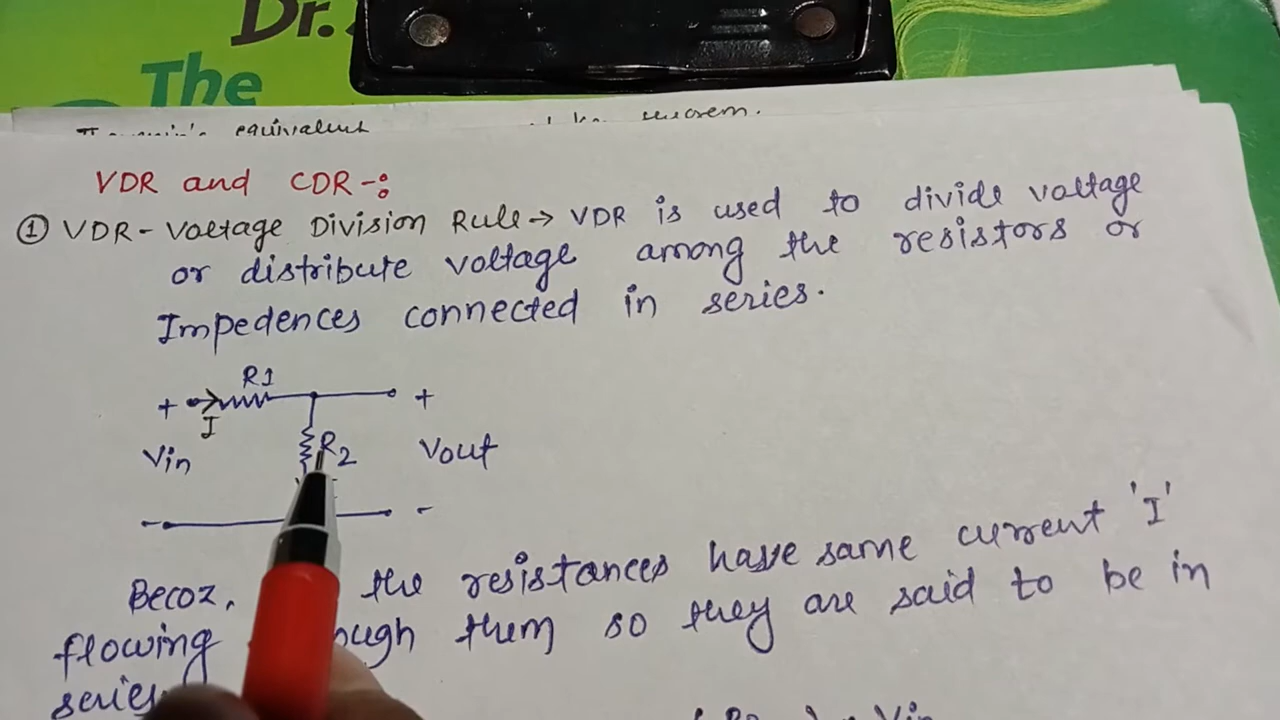 Dr.
The
equivalent
VDR and CDR-:
① VDR - Voltage Division Rule → VDR is used to divide voltage
or distribute voltage among the resistors or
Impedences connected in series.
R1
+
+
I
Vin
R2
Vout
-
-
Becoz, the resistances have same current 'I'
flowing them so they are said to be in
series
Vin